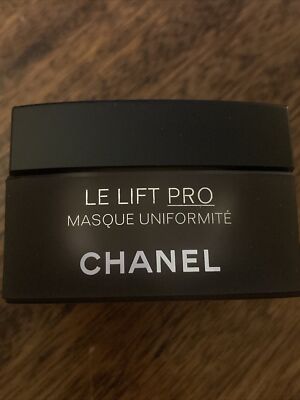 LE LIFT PRO
MASQUE UNIFORMITÉ
CHANEL